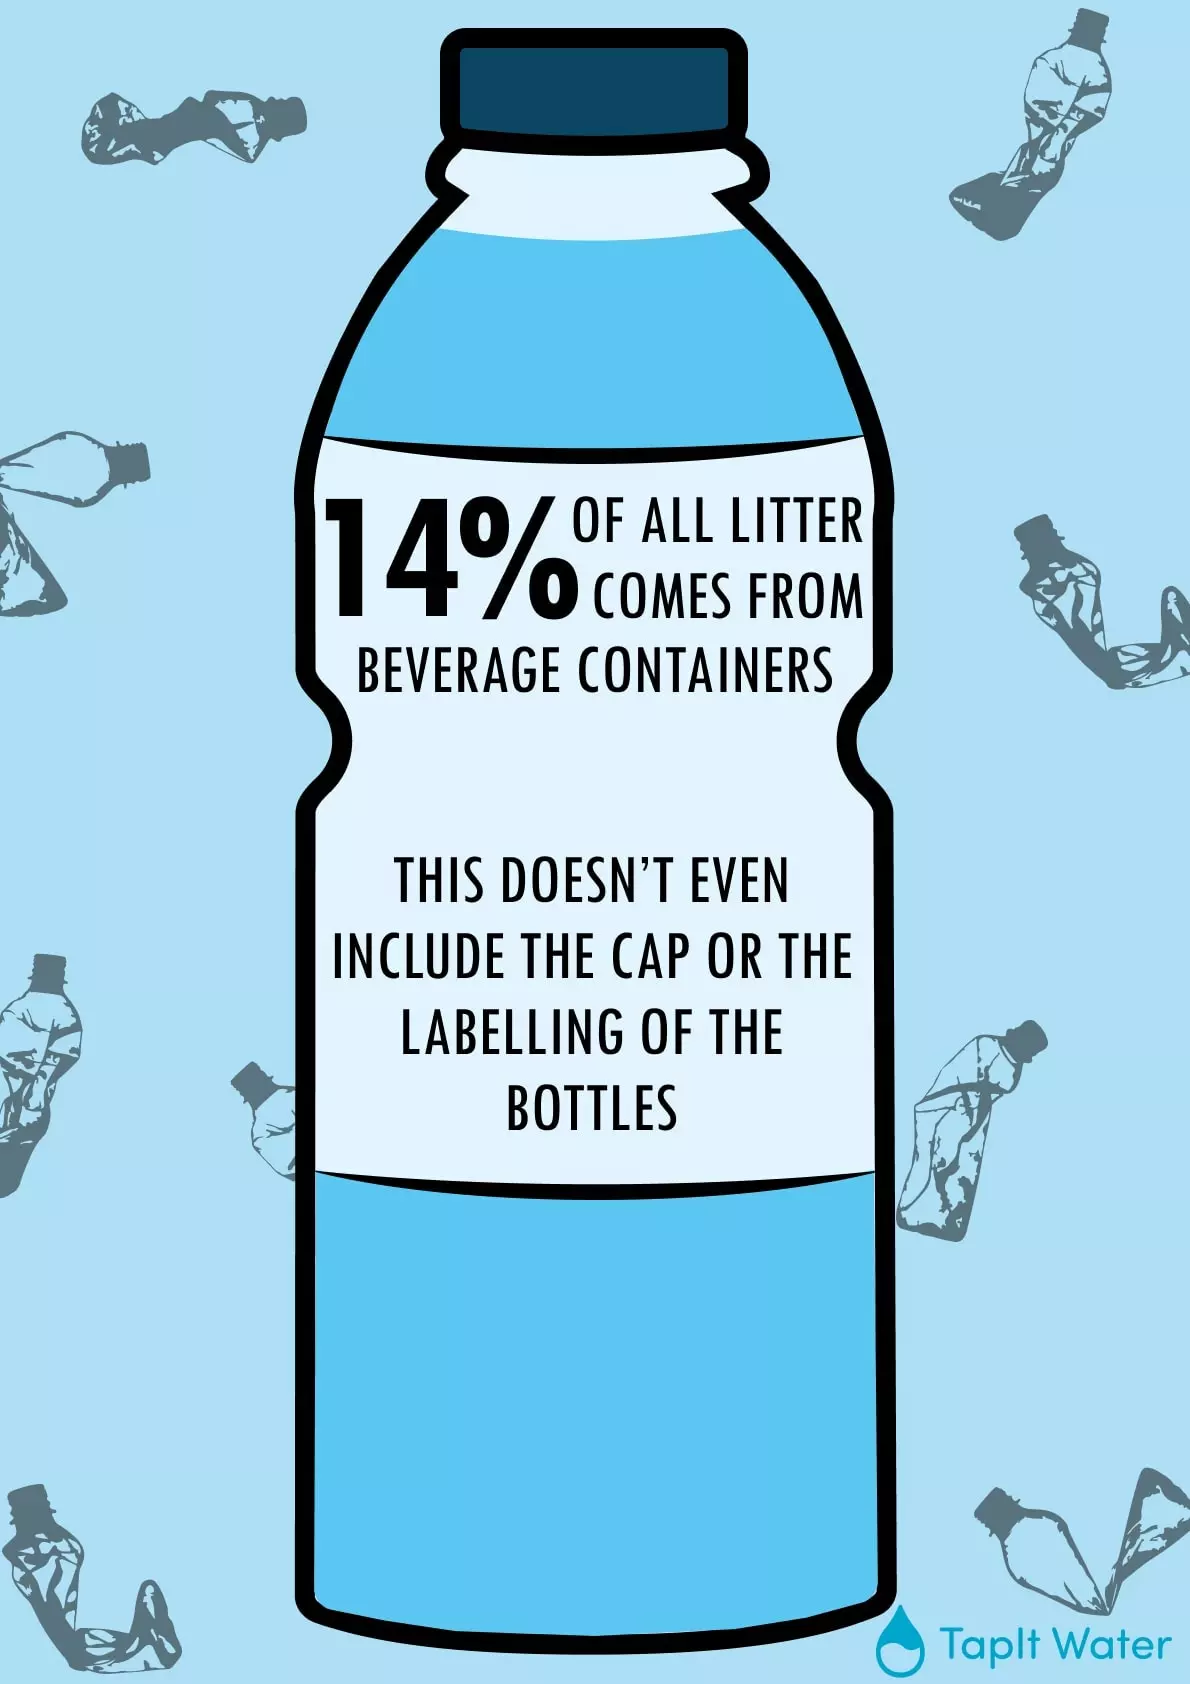 14% OF ALL LITTER
COMES FROM
BEVERAGE CONTAINERS
THIS DOESN'T EVEN
INCLUDE THE CAP OR THE
LABELLING OF THE
BOTTLES
TapIt Water